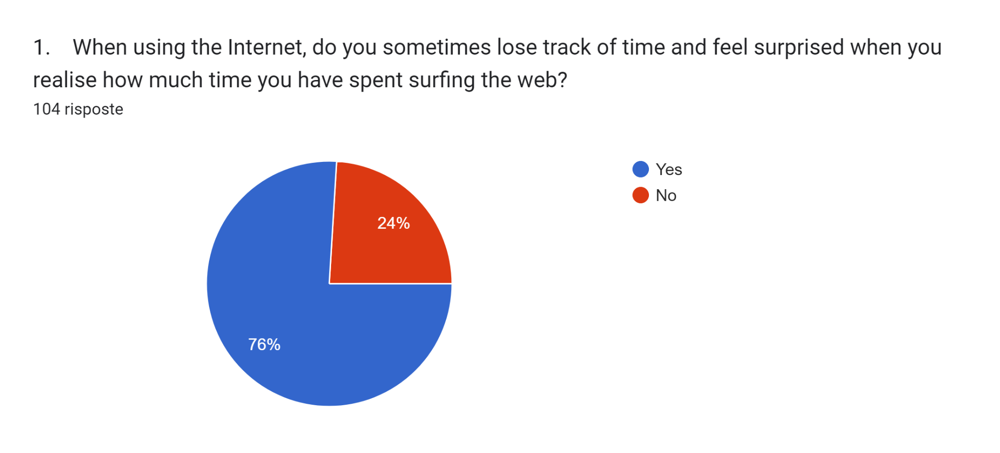 1. When using the Internet, do you sometimes lose track of time and feel surprised when you
realise how much time you have spent surfing the web?
104 risposte
Yes
No
24%
76%